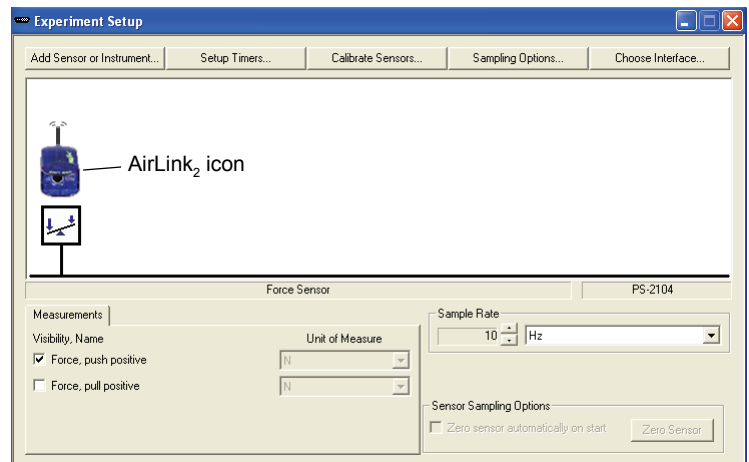 Experiment Setup
Add Sensor or Instrument... Setup Timers... Calibrate Sensors... Sampling Options... Choose Interface...
AirLink₂ icon
Force Sensor PS-2104
Measurements
Visibility, Name Unit of Measure
Force, push positive N
Force, pull positive N
Sample Rate
10 Hz
Sensor Sampling Options
Zero sensor automatically on start Zero Sensor